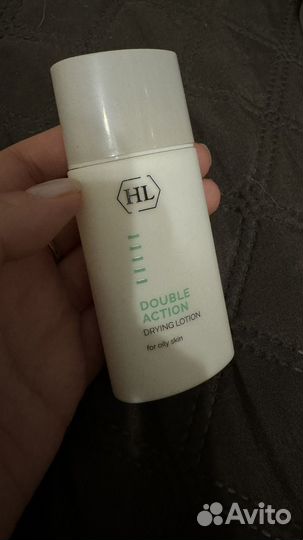 HL
DOUBLE
ACTION
DRYING LOTION
for oily skin
Avito